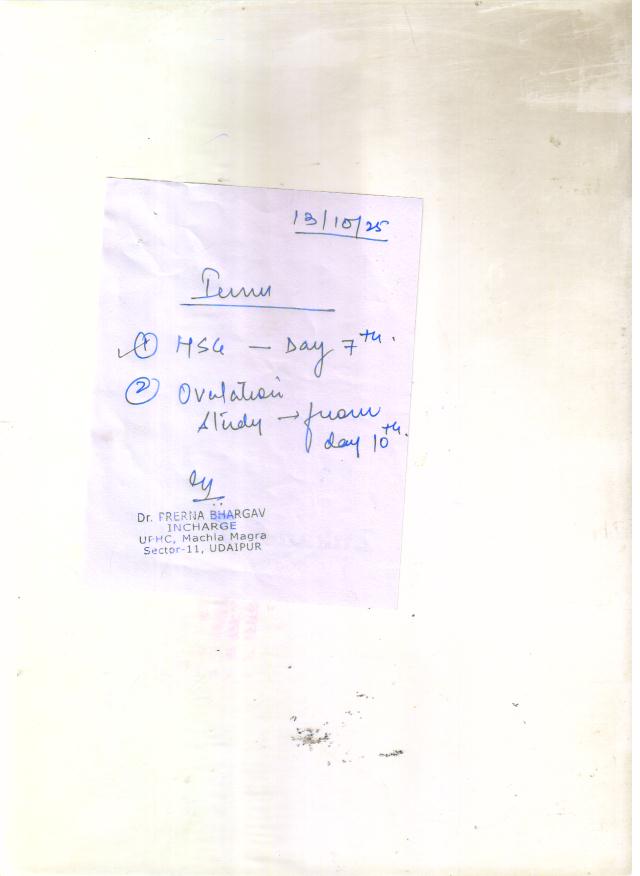 13/10/25
① HSG — Day 7th.
② Ovulation
Study → from
day 10th.
Dr. PRERNA BHARGAV
INCHARGE
UPHC, Machla Magra
Sector-11, UDAIPUR